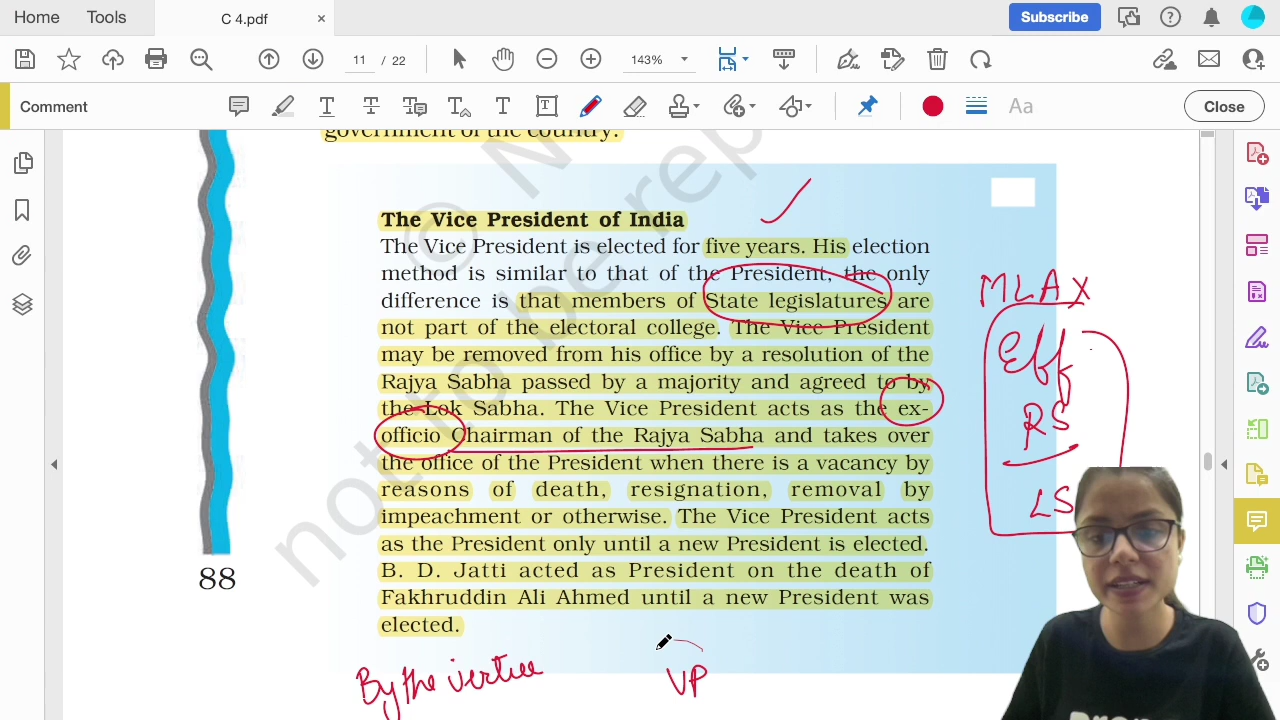 Home Tools C 4.pdf × Subscribe
11 / 22 143%
Comment Aa Close
government of the country.
© N
not to be rep
The Vice President of India
The Vice President is elected for five years. His election
method is similar to that of the President, the only
difference is that members of State legislatures are
not part of the electoral college. The Vice President
may be removed from his office by a resolution of the
Rajya Sabha passed by a majority and agreed to by
the Lok Sabha. The Vice President acts as the ex-
officio Chairman of the Rajya Sabha and takes over
the office of the President when there is a vacancy by
reasons of death, resignation, removal by
impeachment or otherwise. The Vice President acts
as the President only until a new President is elected.
B. D. Jatti acted as President on the death of
Fakhruddin Ali Ahmed until a new President was
elected.
88
MLA X
Eff
RS
LS
By the vertue
VP